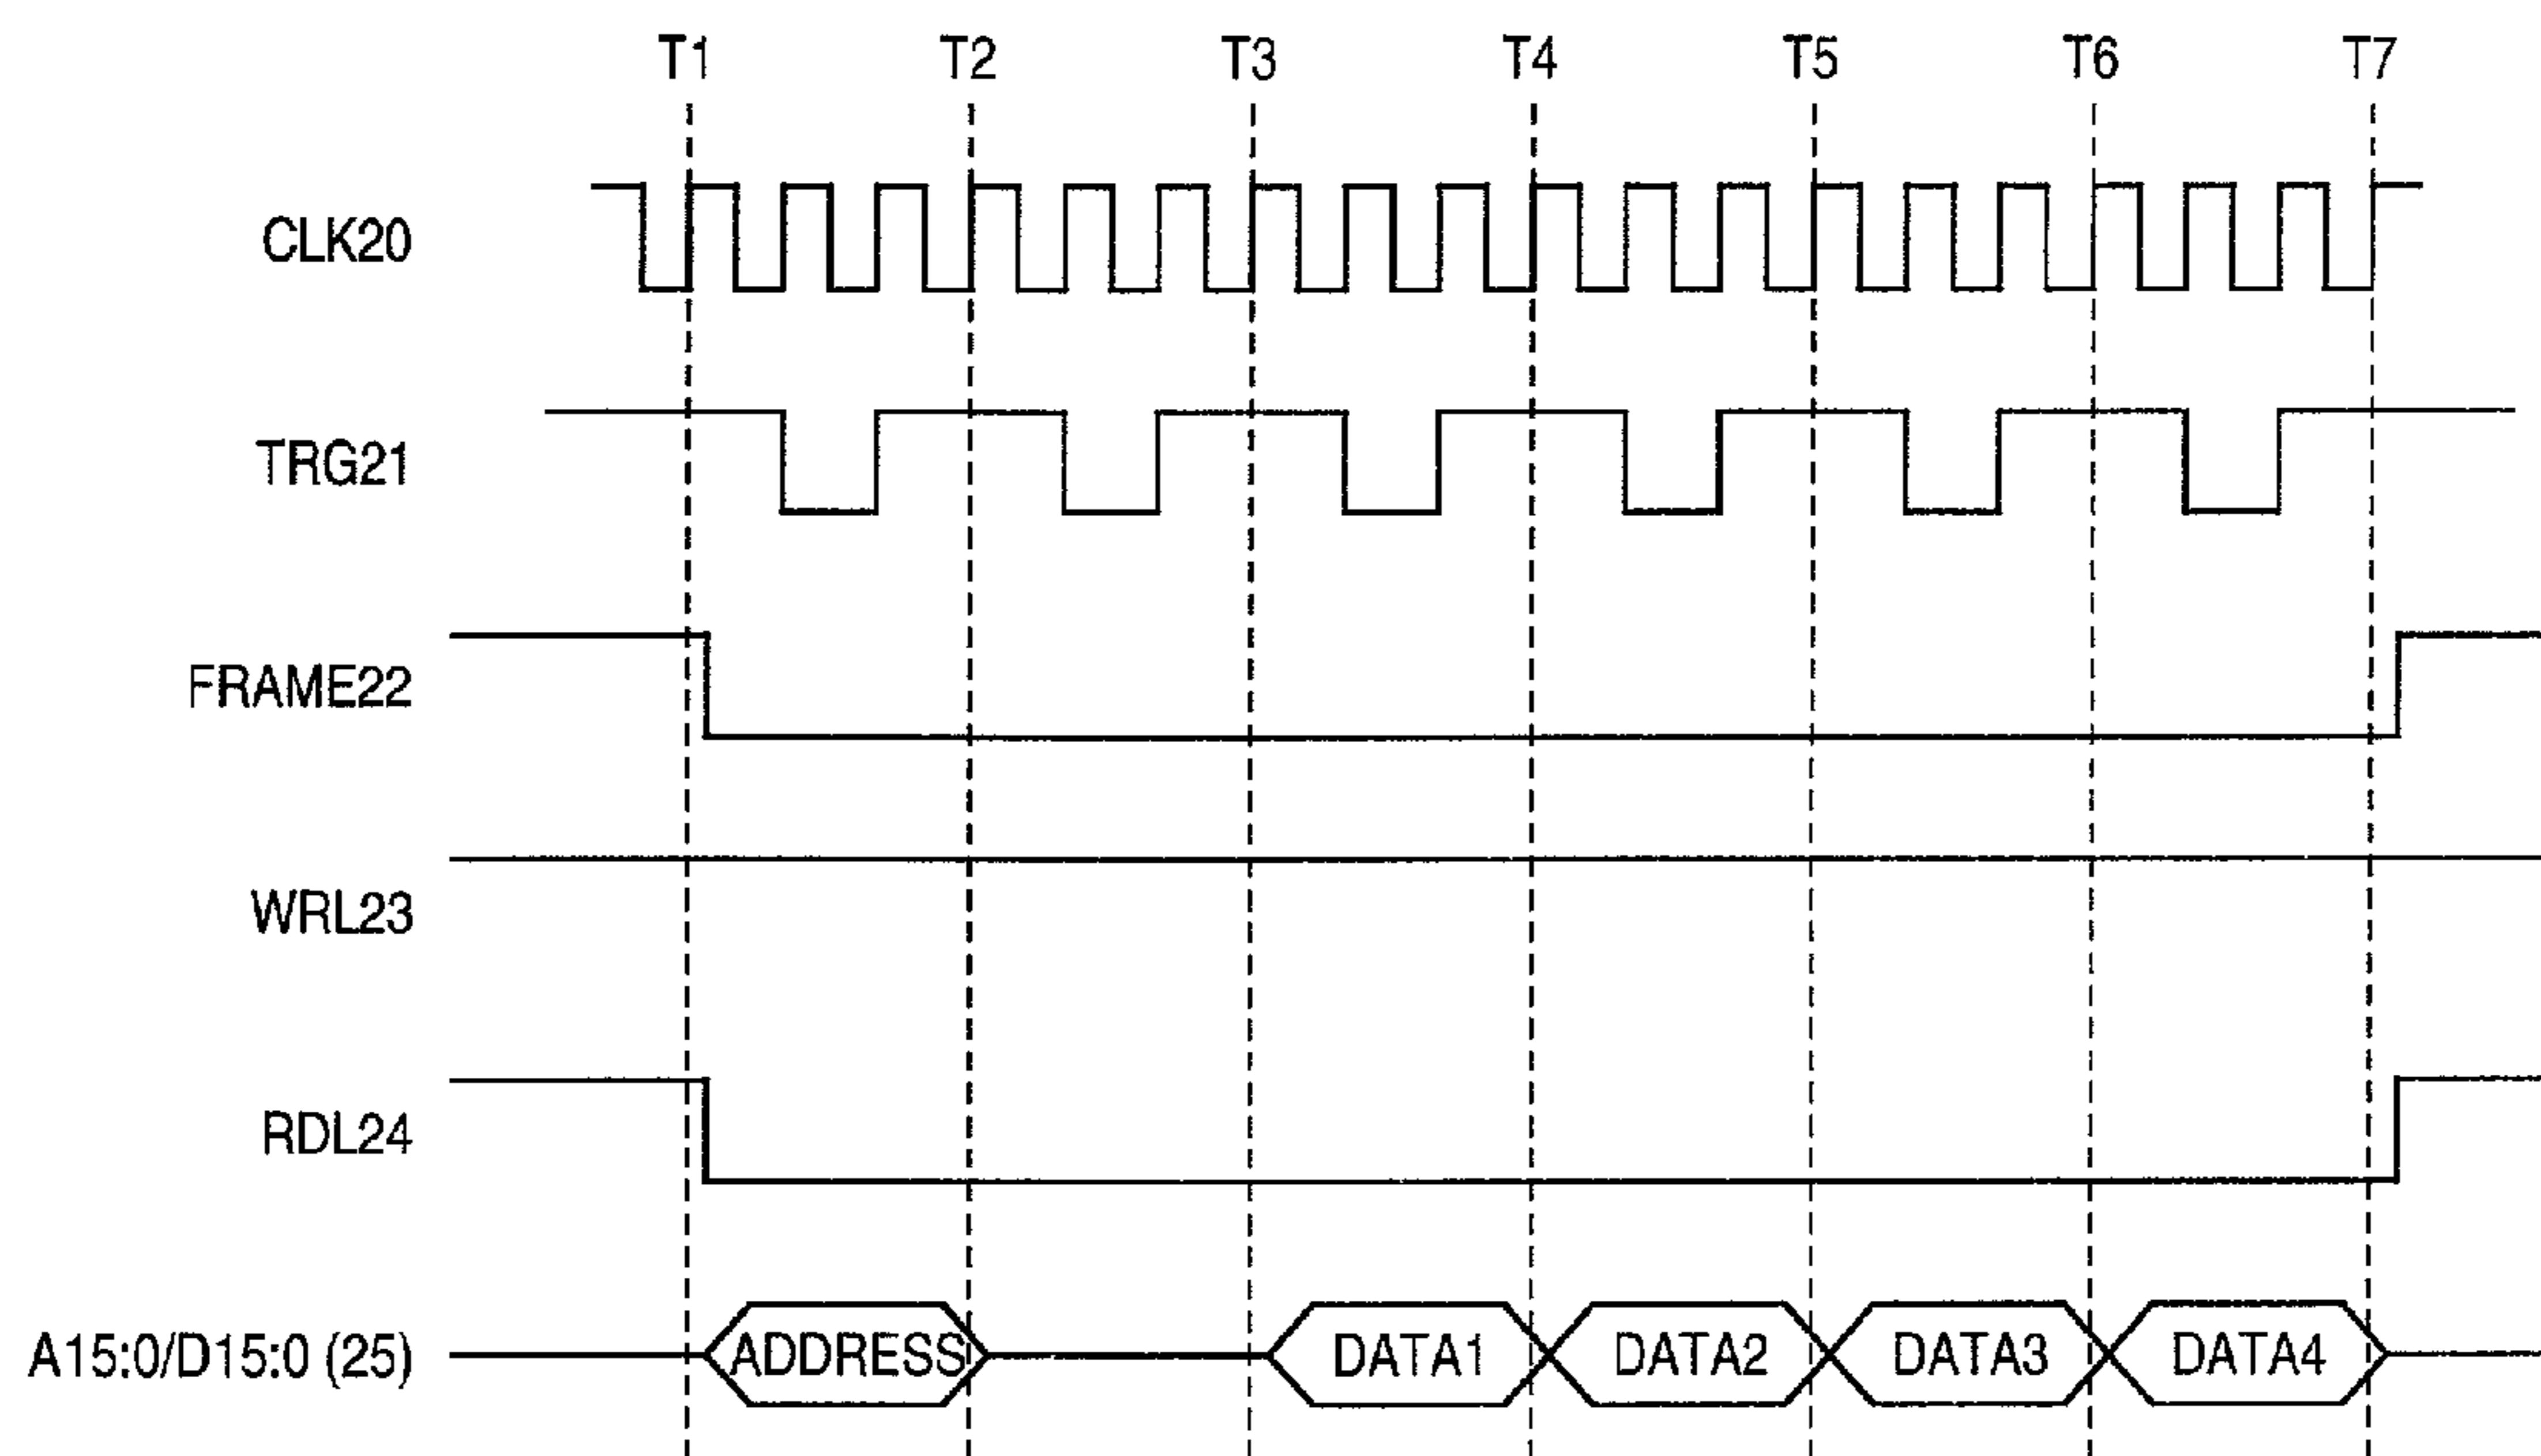 T1 T2 T3 T4 T5 T6 T7
CLK20
TRG21
FRAME22
WRL23
RDL24
A15:0/D15:0 (25) ADDRESS DATA1 DATA2 DATA3 DATA4